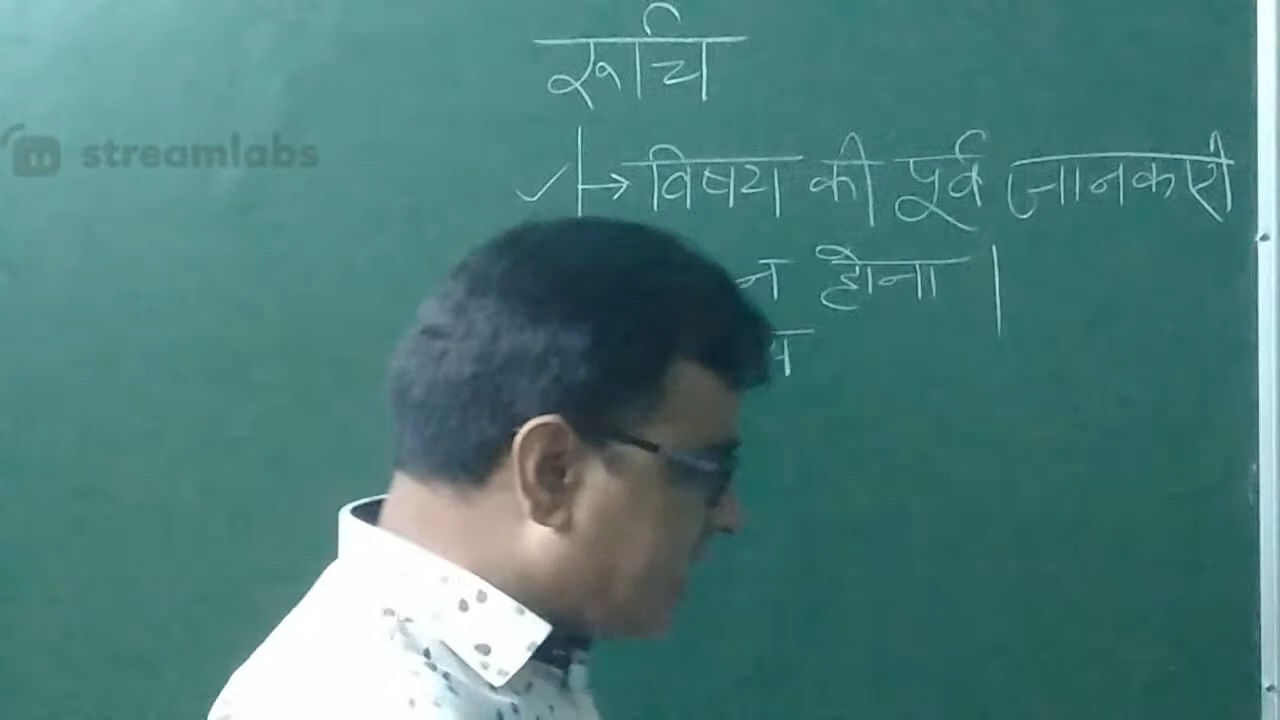 streamlabs
रुचि
✓ → विषय की पूर्व जानकारी
न होना ।